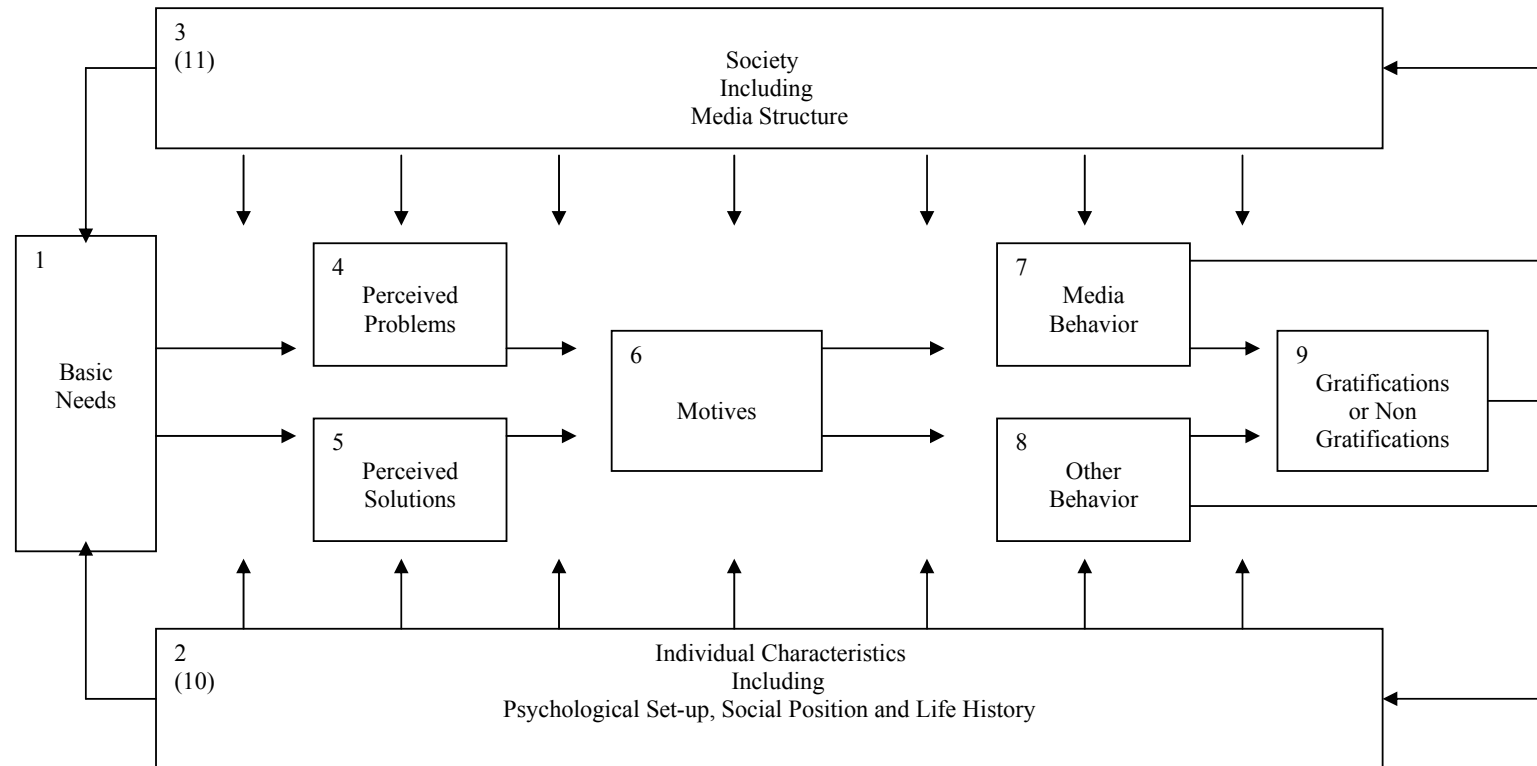 3
(11)
Society
Including
Media Structure
1
Basic
Needs
4
Perceived
Problems
5
Perceived
Solutions
6
Motives
7
Media
Behavior
8
Other
Behavior
9
Gratifications
or Non
Gratifications
2
(10)
Individual Characteristics
Including
Psychological Set-up, Social Position and Life History